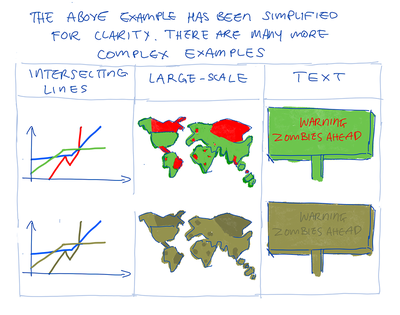 THE ABOVE EXAMPLE HAS BEEN SIMPLIFIED
FOR CLARITY. THERE ARE MANY MORE
COMPLEX EXAMPLES
INTERSECTING
LINES
LARGE-SCALE
TEXT
WARNING
ZOMBIES AHEAD
WARNING
ZOMBIES AHEAD